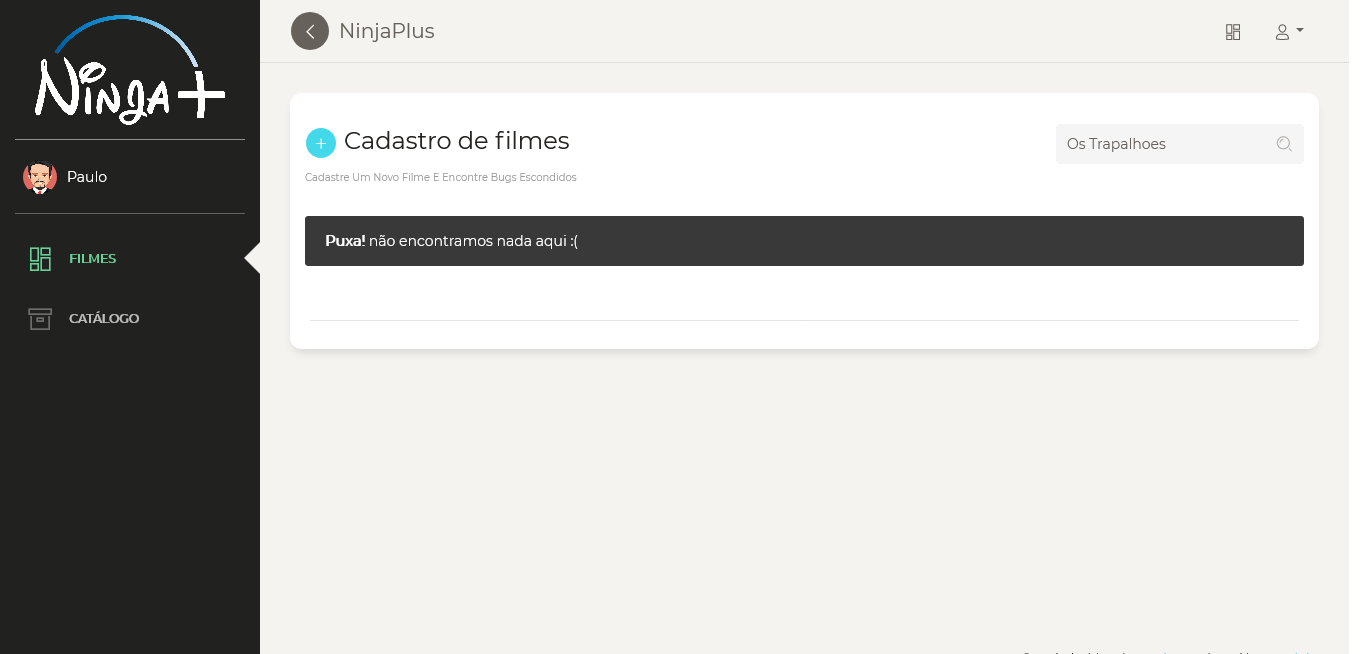 Ninja+
NinjaPlus
Paulo
FILMES
CATÁLOGO
Cadastro de filmes
Os Trapalhoes
Cadastre Um Novo Filme E Encontre Bugs Escondidos
Puxa! não encontramos nada aqui :(